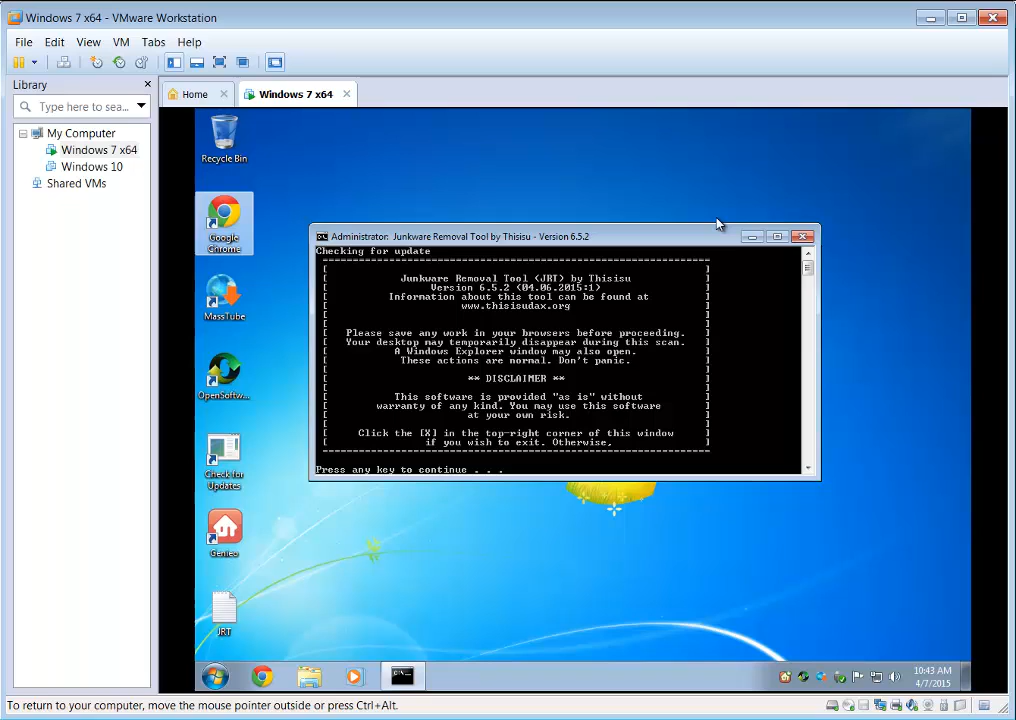 Windows 7 x64 - VMware Workstation
File Edit View VM Tabs Help
Library
Type here to sea...
My Computer
Windows 7 x64
Windows 10
Shared VMs
Home
Windows 7 x64
Recycle Bin
Google Chrome
MassTube
OpenSoftw...
Check for Updates
Genieo
JRT
Administrator: Junkware Removal Tool by Thisisu - Version 6.5.2
Checking for update
Junkware Removal Tool (JRT) by Thisisu
Version 6.5.2 (04.06.2015:1)
Information about this tool can be found at
www.thisisudax.org
Please save any work in your browsers before proceeding.
Your desktop may temporarily disappear during this scan.
A Windows Explorer window may also open.
These actions are normal. Don't panic.
** DISCLAIMER **
This software is provided "as is" without
warranty of any kind. You may use this software
at your own risk.
Click the [X] in the top-right corner of this window
if you wish to exit. Otherwise,
Press any key to continue . . .
10:43 AM
4/7/2015
To return to your computer, move the mouse pointer outside or press Ctrl+Alt.